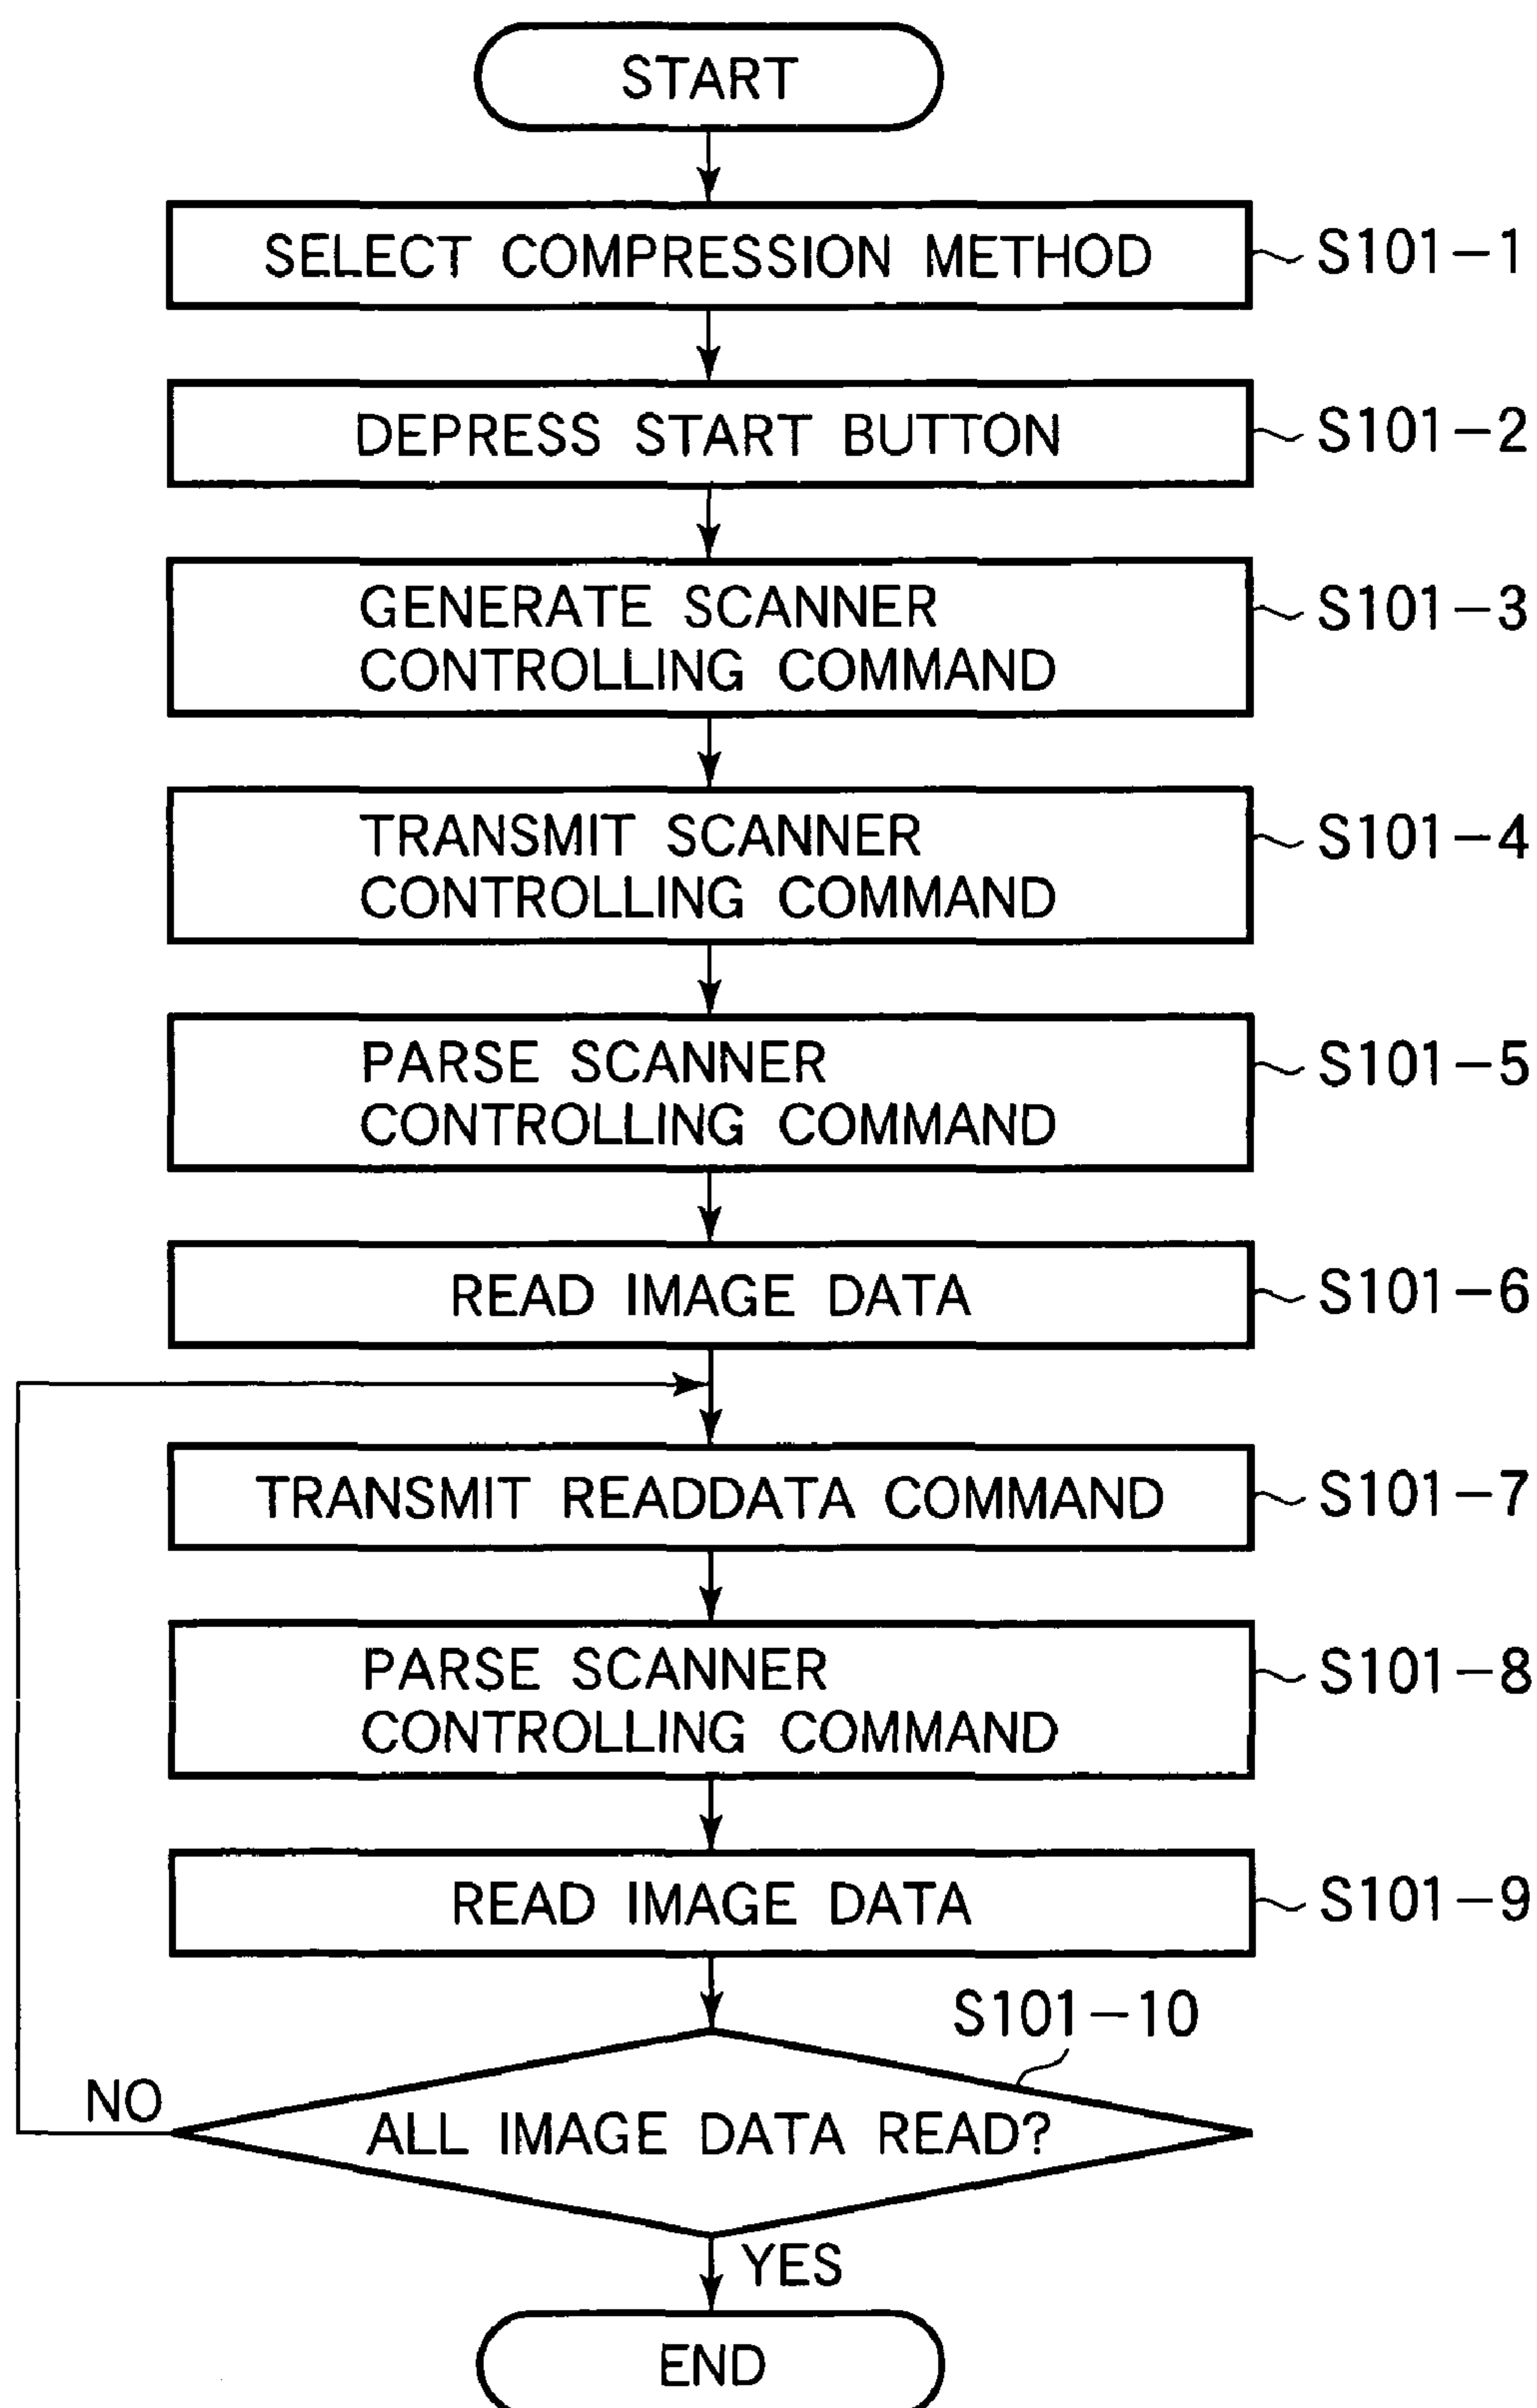 START
SELECT COMPRESSION METHOD
S101-1
DEPRESS START BUTTON
S101-2
GENERATE SCANNER
CONTROLLING COMMAND
S101-3
TRANSMIT SCANNER
CONTROLLING COMMAND
S101-4
PARSE SCANNER
CONTROLLING COMMAND
S101-5
READ IMAGE DATA
S101-6
TRANSMIT READDATA COMMAND
S101-7
PARSE SCANNER
CONTROLLING COMMAND
S101-8
READ IMAGE DATA
S101-9
S101-10
NO
ALL IMAGE DATA READ?
YES
END